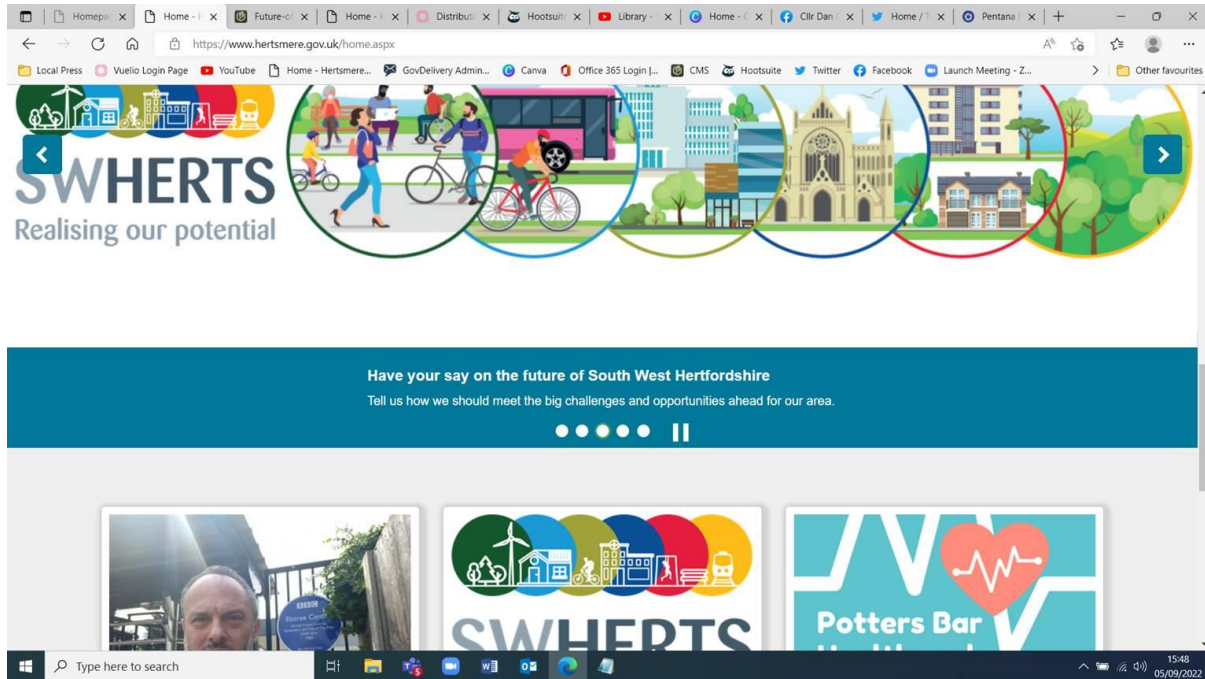 Homepa
Home - H
Future-of
Home - H
Distributi
Hootsuite
Library -
Home - C
Cllr Dan
Home / T
Pentana
https://www.hertsmere.gov.uk/home.aspx
Local Press
Vuelio Login Page
YouTube
Home - Hertsmere...
GovDelivery Admin...
Canva
Office 365 Login |...
CMS
Hootsuite
Twitter
Facebook
Launch Meeting - Z...
Other favourites
SWHERTS
Realising our potential
Have your say on the future of South West Hertfordshire
Tell us how we should meet the big challenges and opportunities ahead for our area.
BBC
Elstree Centre
SWHERTS
Potters Bar
Type here to search
15:48
05/09/2022